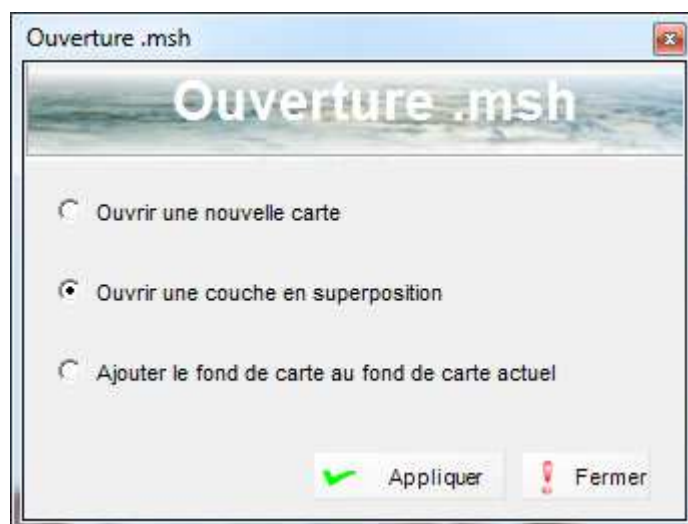 Ouverture .msh
Ouverture .msh
Ouvrir une nouvelle carte
Ouvrir une couche en superposition
Ajouter le fond de carte au fond de carte actuel
Appliquer
Fermer